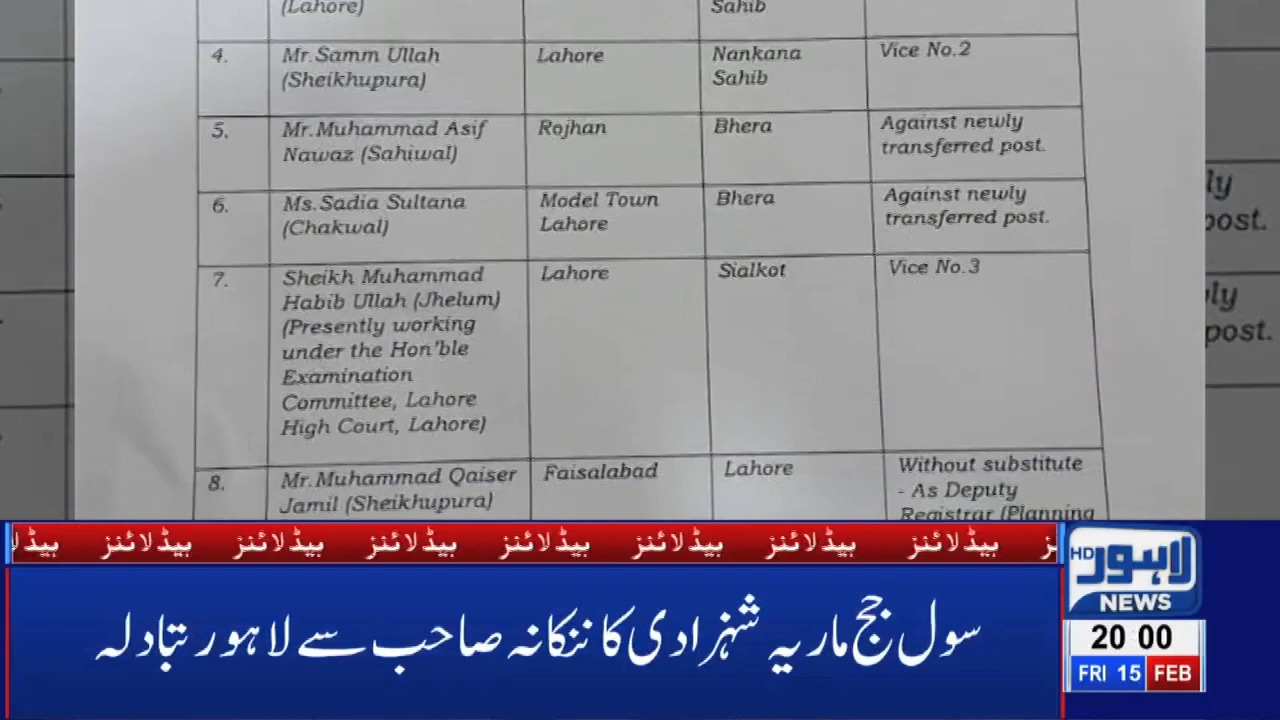 (Lahore) Sahib
4. Mr.Samm Ullah Lahore Nankana Vice No.2
(Sheikhupura) Sahib
5. Mr.Muhammad Asif Rojhan Bhera Against newly
Nawaz (Sahiwal) transferred post.
6. Ms.Sadia Sultana Model Town Bhera Against newly
(Chakwal) Lahore transferred post.
7. Sheikh Muhammad Lahore Sialkot Vice No.3
Habib Ullah (Jhelum)
(Presently working
under the Hon'ble
Examination
Committee, Lahore
High Court, Lahore)
8. Mr.Muhammad Qaiser Faisalabad Lahore Without substitute
Jamil (Sheikhupura) - As Deputy
Registrar (Planning
ly
post.
ly
post.
ہیڈلائنز ہیڈلائنز ہیڈلائنز ہیڈلائنز ہیڈلائنز ہیڈلائنز ہیڈلائنز
سول جج ماریہ شہزادی کا ننکانہ صاحب سے لاہور تبادلہ
HD لاہور
NEWS
20 00
FRI 15 FEB